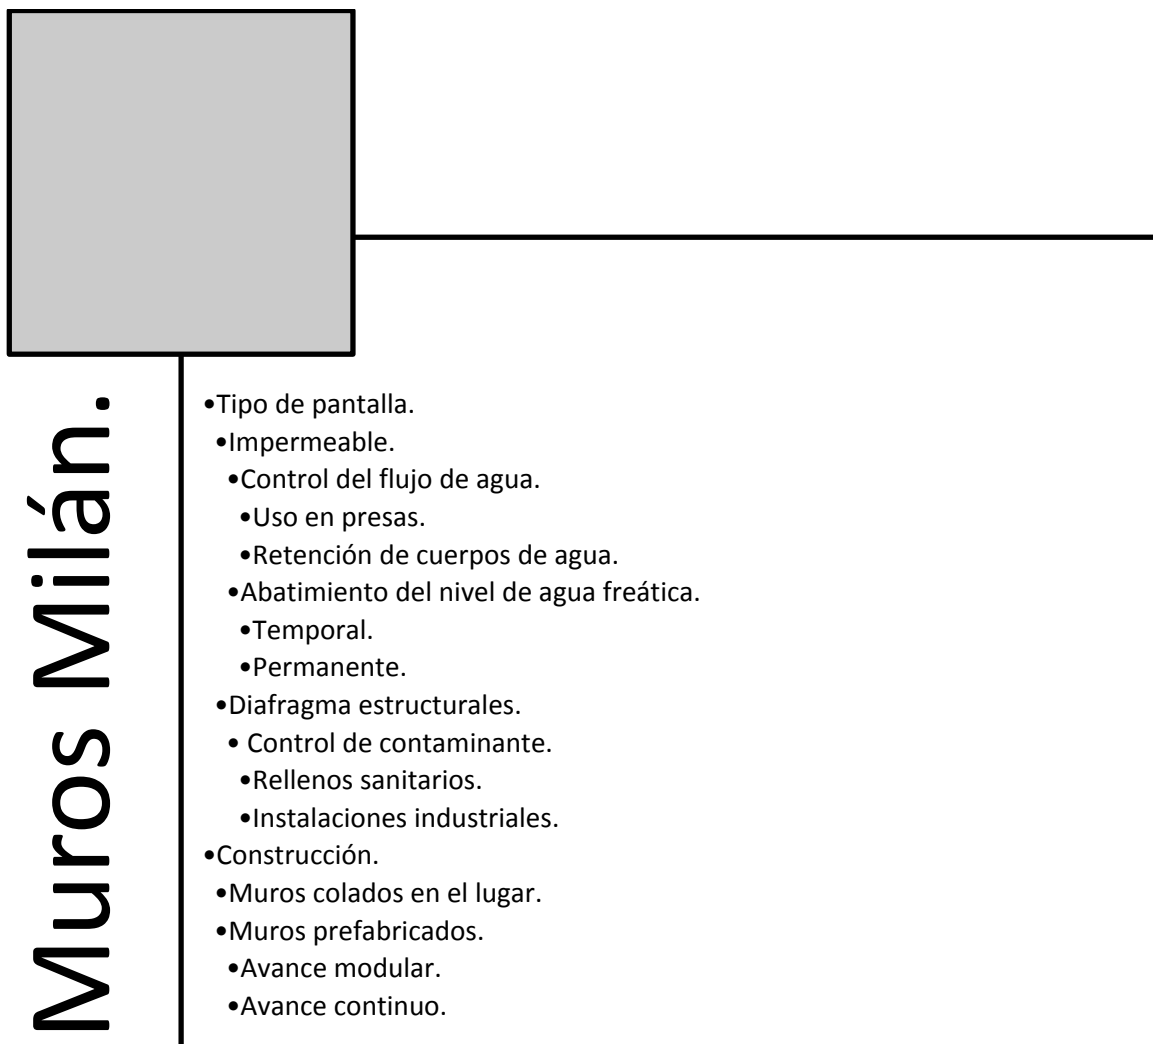 Muros Milán.
•Tipo de pantalla.
•Impermeable.
•Control del flujo de agua.
•Uso en presas.
•Retención de cuerpos de agua.
•Abatimiento del nivel de agua freática.
•Temporal.
•Permanente.
•Diafragma estructurales.
• Control de contaminante.
•Rellenos sanitarios.
•Instalaciones industriales.
•Construcción.
•Muros colados en el lugar.
•Muros prefabricados.
•Avance modular.
•Avance continuo.